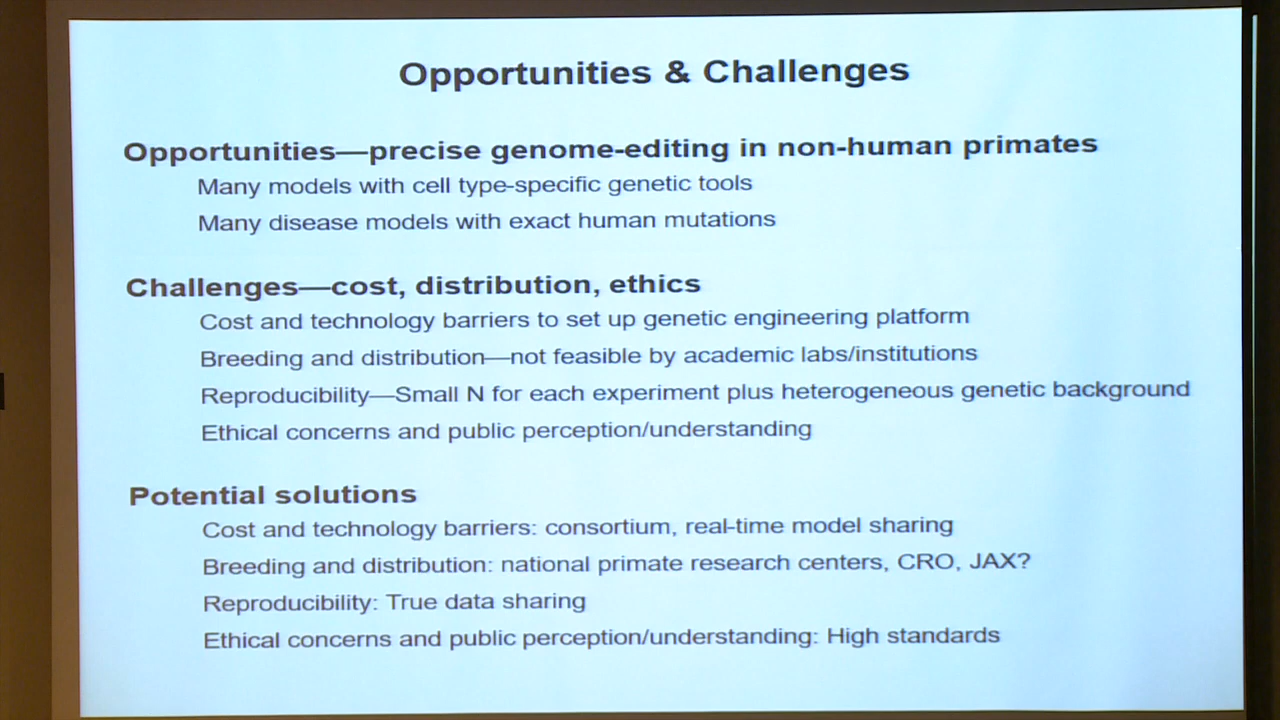 Opportunities & Challenges
Opportunities—precise genome-editing in non-human primates
Many models with cell type-specific genetic tools
Many disease models with exact human mutations
Challenges—cost, distribution, ethics
Cost and technology barriers to set up genetic engineering platform
Breeding and distribution—not feasible by academic labs/institutions
Reproducibility—Small N for each experiment plus heterogeneous genetic background
Ethical concerns and public perception/understanding
Potential solutions
Cost and technology barriers: consortium, real-time model sharing
Breeding and distribution: national primate research centers, CRO, JAX?
Reproducibility: True data sharing
Ethical concerns and public perception/understanding: High standards